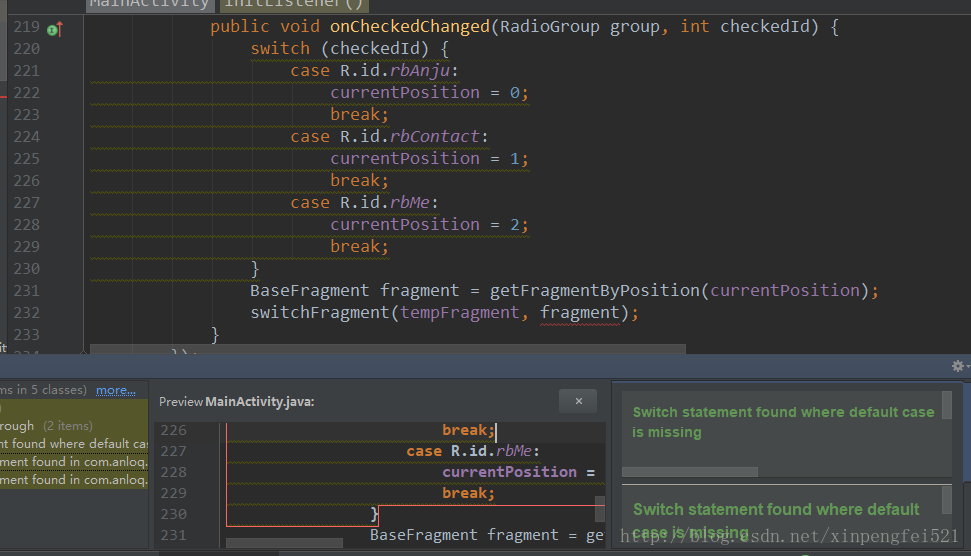 MainActivity initListener()
219 public void onCheckedChanged(RadioGroup group, int checkedId) {
220 switch (checkedId) {
221 case R.id.rbAnju:
222 currentPosition = 0;
223 break;
224 case R.id.rbContact:
225 currentPosition = 1;
226 break;
227 case R.id.rbMe:
228 currentPosition = 2;
229 break;
230 }
231 BaseFragment fragment = getFragmentByPosition(currentPosition);
232 switchFragment(tempFragment, fragment);
233 }
234 });
it
ms in 5 classes) more...
)
rough (2 items)
nt found where default cas
ment found in com.anloq.
ment found in com.anloq.
Preview MainActivity.java:
×
226 break;
227 case R.id.rbMe:
228 currentPosition =
229 break;
230 }
231 BaseFragment fragment = ge
Switch statement found where default case
is missing
Switch statement found where default
case is missing
http://blog.csdn.net/xinpengfei521